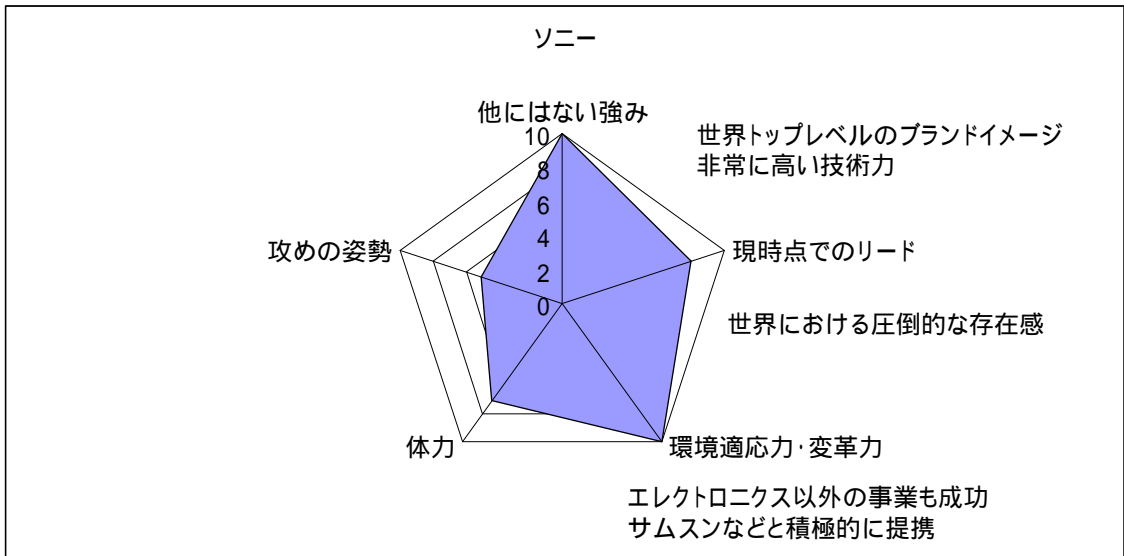 ソニー
他にはない強み
世界トップレベルのブランドイメージ
非常に高い技術力
10
8
6
4
2
0
攻めの姿勢
現時点でのリード
世界における圧倒的な存在感
体力
環境適応力・変革力
エレクトロニクス以外の事業も成功
サムスンなどと積極的に提携